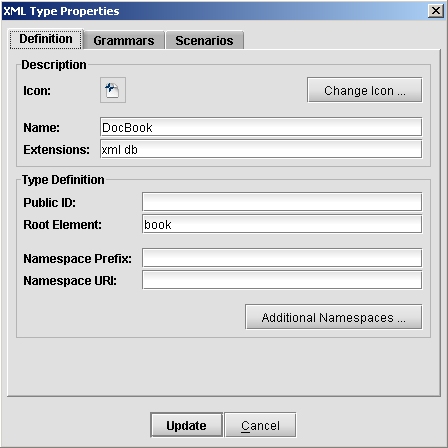 XML Type Properties
Definition Grammars Scenarios
Description
Icon: Change Icon ...
Name: DocBook
Extensions: xml db
Type Definition
Public ID:
Root Element: book
Namespace Prefix:
Namespace URI:
Additional Namespaces ...
Update Cancel